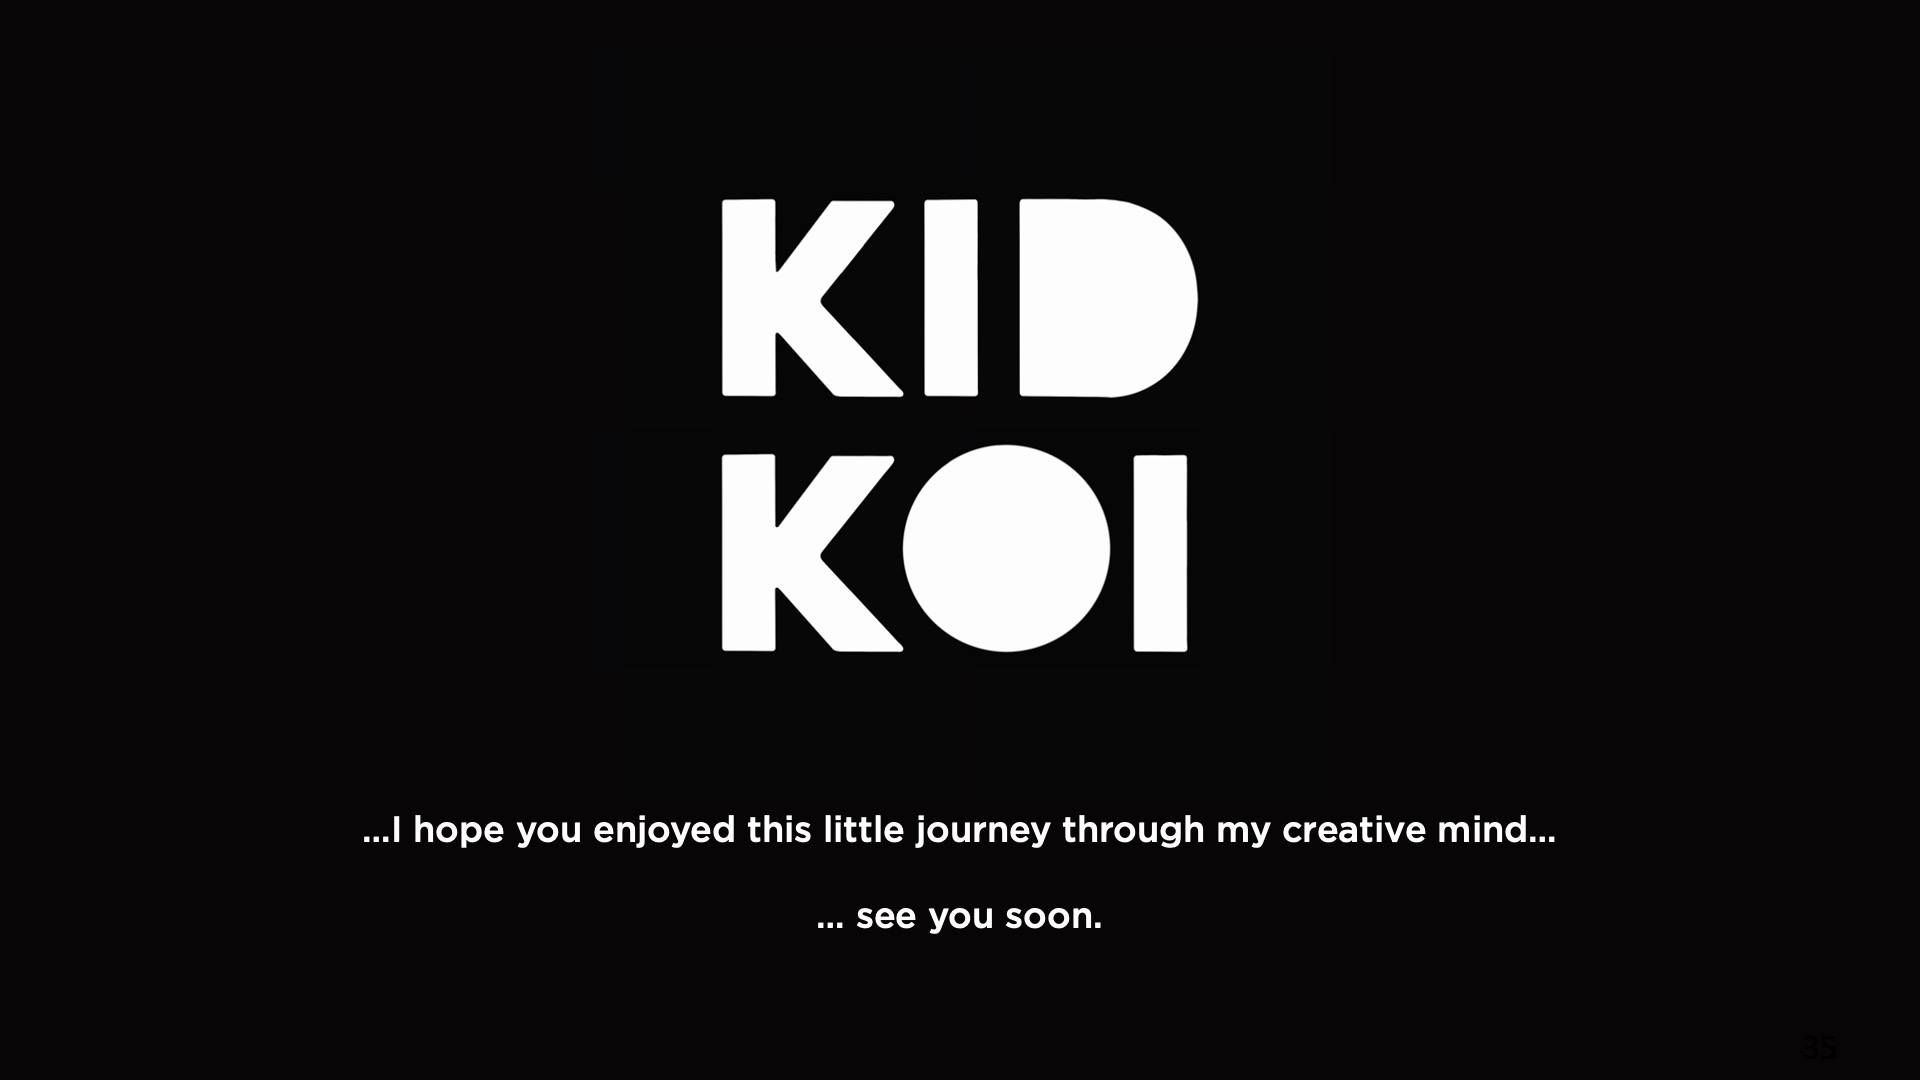 KID
KOI
...I hope you enjoyed this little journey through my creative mind...
... see you soon.
35